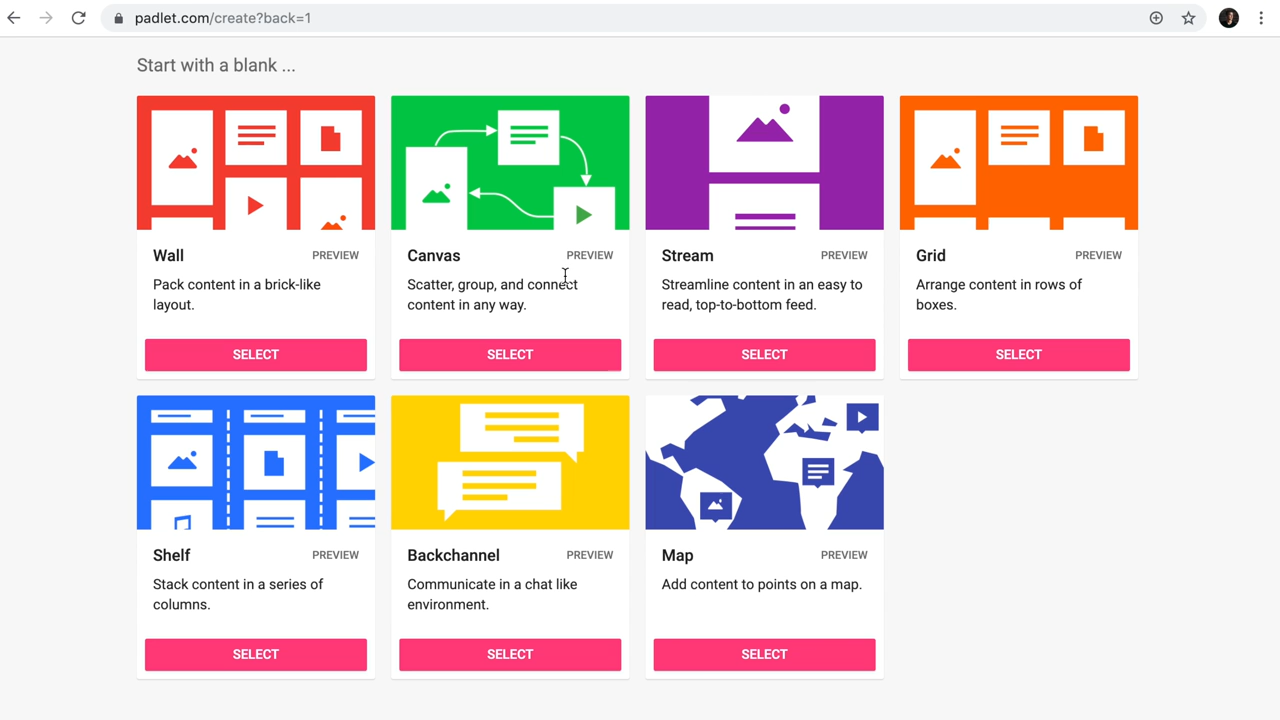 padlet.com/create?back=1
Start with a blank ...
Wall
PREVIEW
Pack content in a brick-like
layout.
SELECT
Canvas
PREVIEW
Scatter, group, and connect
content in any way.
SELECT
Stream
PREVIEW
Streamline content in an easy to
read, top-to-bottom feed.
SELECT
Grid
PREVIEW
Arrange content in rows of
boxes.
SELECT
Shelf
PREVIEW
Stack content in a series of
columns.
SELECT
Backchannel
PREVIEW
Communicate in a chat like
environment.
SELECT
Map
PREVIEW
Add content to points on a map.
SELECT